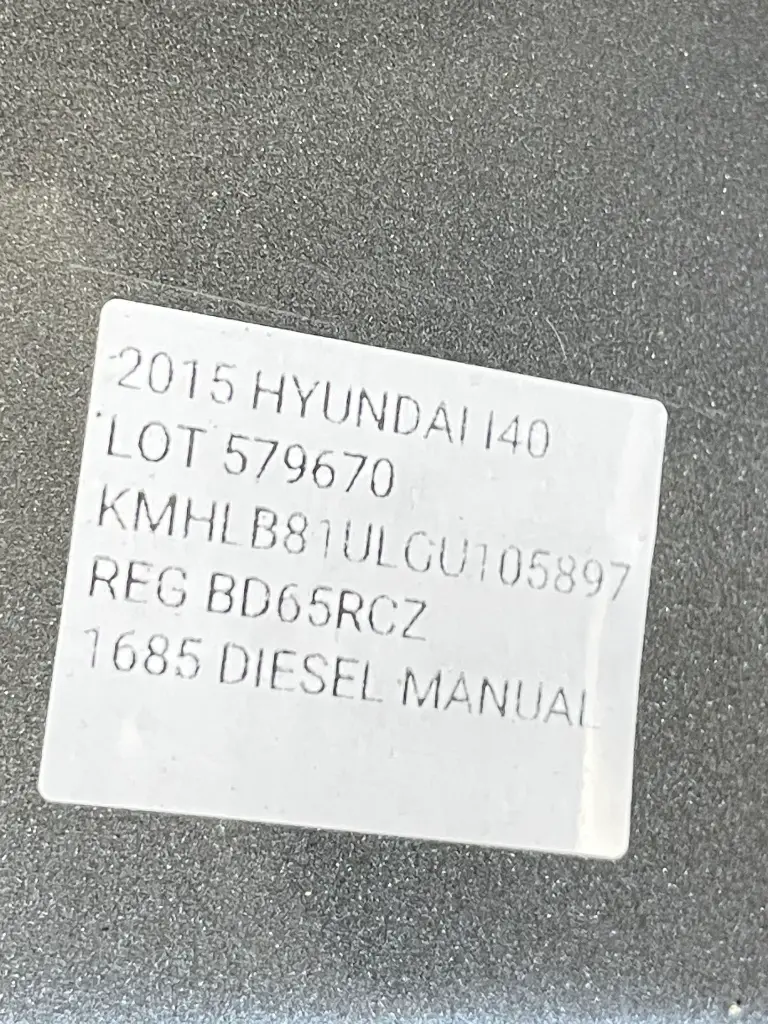 2015 HYUNDAI I40
LOT 579670
KMHLB81ULGU105897
REG BD65RCZ
1685 DIESEL MANUAL